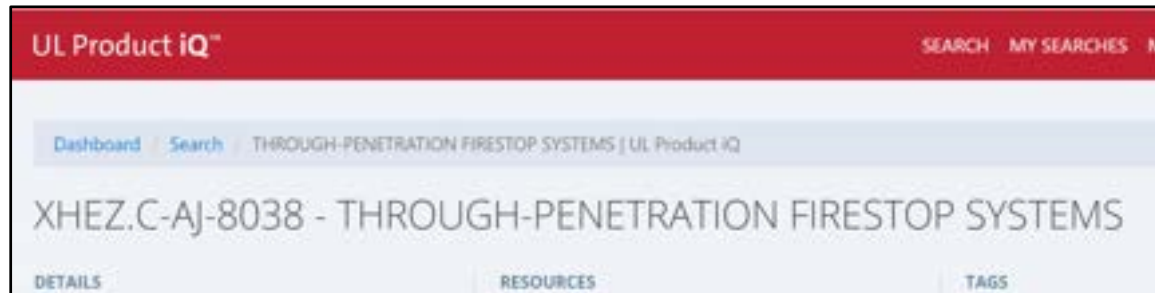 UL Product iQ™ SEARCH MY SEARCHES
Dashboard / Search / THROUGH-PENETRATION FIRESTOP SYSTEMS | UL Product iQ
XHEZ.C-AJ-8038 - THROUGH-PENETRATION FIRESTOP SYSTEMS
DETAILS RESOURCES TAGS